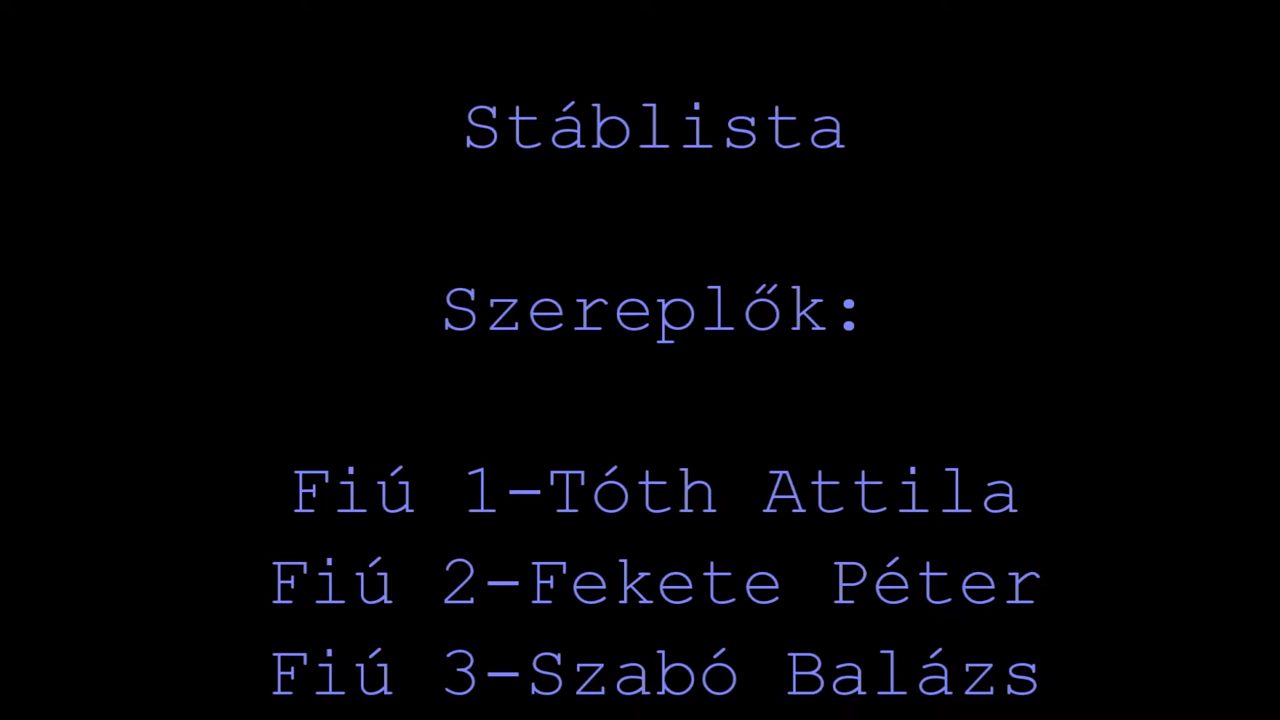 Stáblista
Szereplők:
Fiú 1-Tóth Attila
Fiú 2-Fekete Péter
Fiú 3-Szabó Balázs